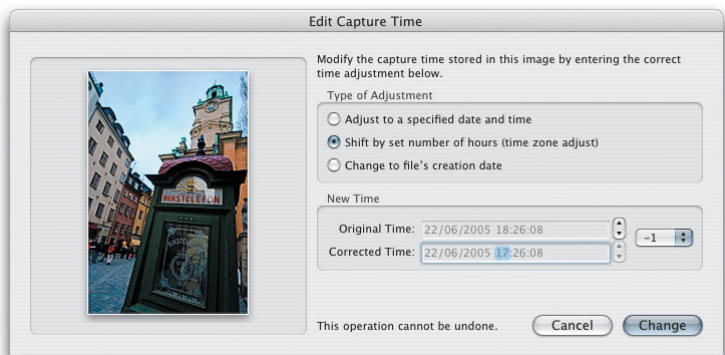 Edit Capture Time
Modify the capture time stored in this image by entering the correct
time adjustment below.
Type of Adjustment
Adjust to a specified date and time
Shift by set number of hours (time zone adjust)
Change to file's creation date
New Time
Original Time: 22/06/2005 18:26:08
-1
Corrected Time: 22/06/2005 17:26:08
This operation cannot be undone.
Cancel
Change
RIKSTELEFON